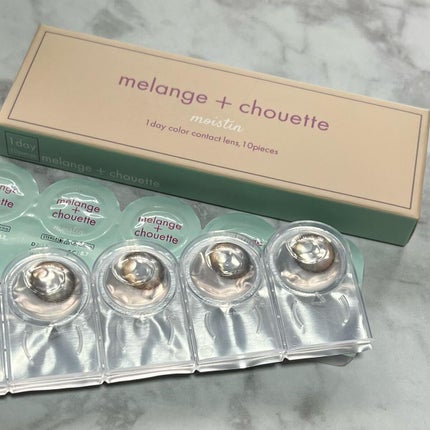 melange + chouette
moistin
1day color contact lens, 10pieces
1day
melange + chouette
melange
+
chouette
melange
+
chouette